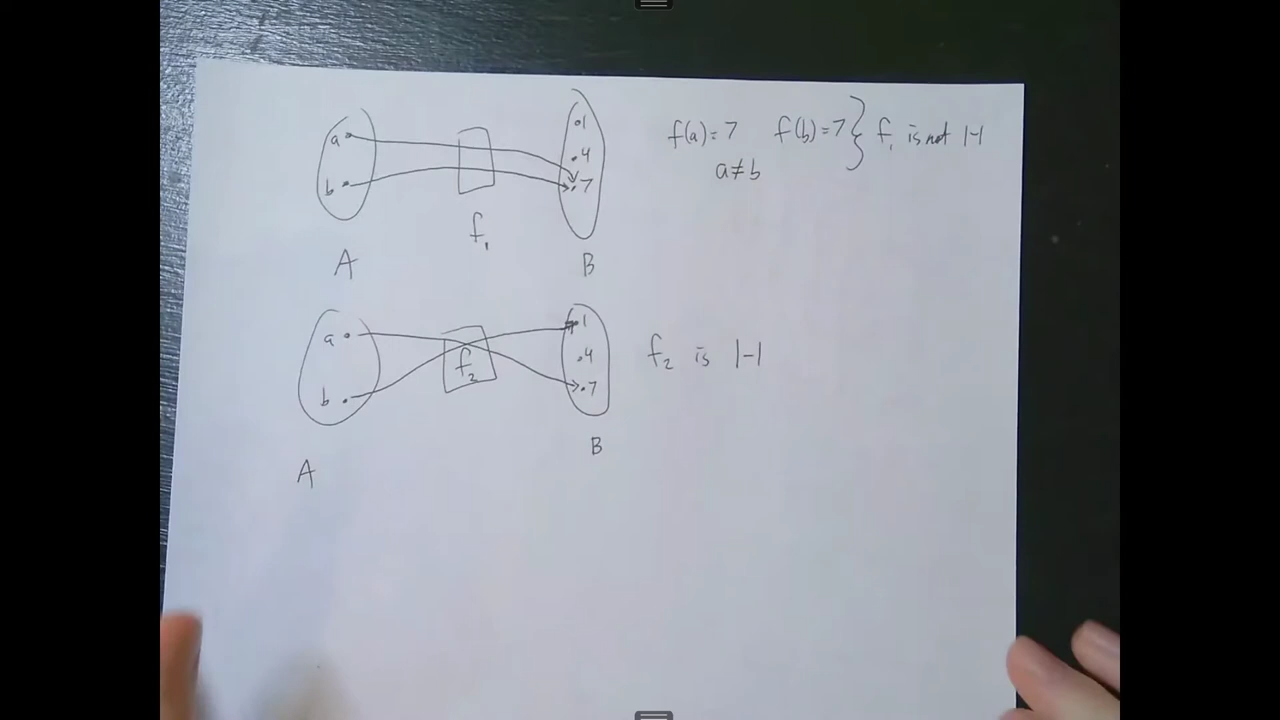 a
b
.1
.4
.7
f(a)=7 f(b)=7 } f₁ is not 1-1
a≠b
f₁
A
B
a
b
f₂
.1
.4
.7
f₂ is 1-1
B
A